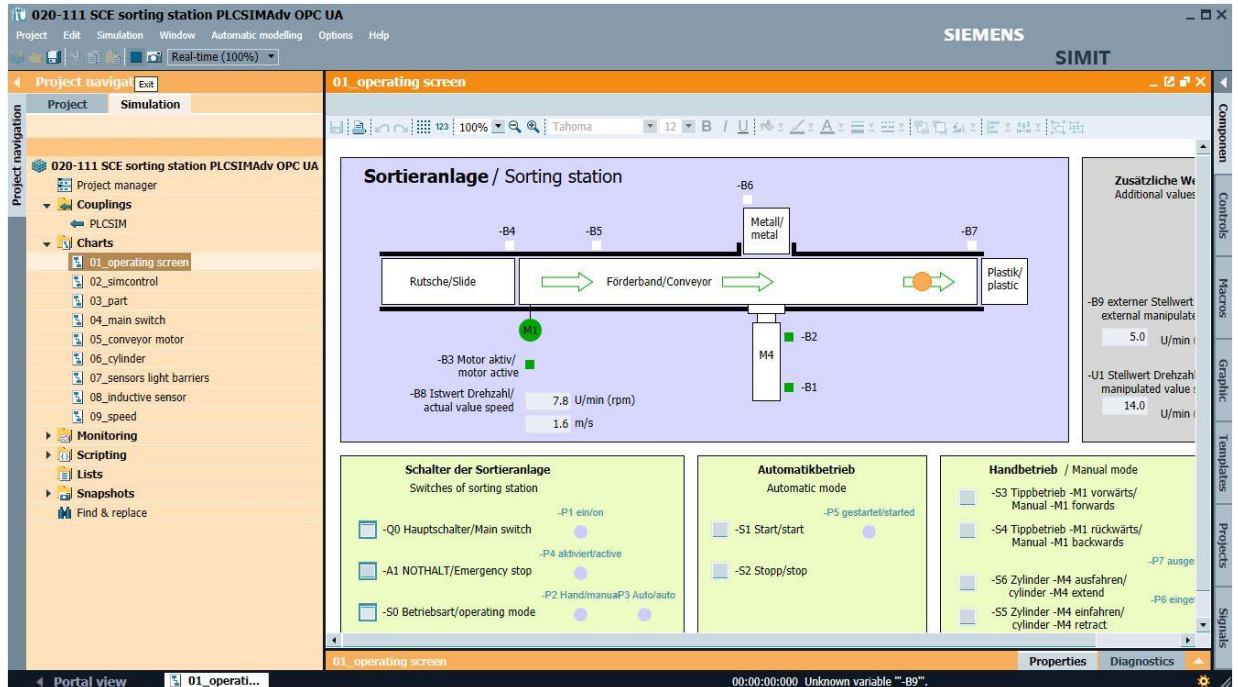 020-111 SCE sorting station PLCSIMAdv OPC UA
Project Edit Simulation Window Automatic modelling Options Help
SIEMENS
SIMIT
Real-time (100%)
Project navigat
Exit
Project Simulation
Project navigation
020-111 SCE sorting station PLCSIMAdv OPC UA
Project manager
Couplings
PLCSIM
Charts
01_operating screen
02_simcontrol
03_part
04_main switch
05_conveyor motor
06_cylinder
07_sensors light barriers
08_inductive sensor
09_speed
Monitoring
Scripting
Lists
Snapshots
Find & replace
01_operating screen
123 100% Tahoma 12 B I U A
Sortieranlage / Sorting station
-B6
Metall/
metal
-B4 -B5 -B7
Rutsche/Slide
Förderband/Conveyor
Plastik/
plastic
M1
M4
-B2
-B1
-B3 Motor aktiv/
motor active
-B8 Istwert Drehzahl/
actual value speed
7.8 U/min (rpm)
1.6 m/s
Zusätzliche We
Additional values
-B9 externer Stellwert
external manipulate
5.0 U/min (
-U1 Stellwert Drehzahl
manipulated value s
14.0 U/min (
Schalter der Sortieranlage
Switches of sorting station
-P1 ein/on
-Q0 Hauptschalter/Main switch
-P4 aktiviert/active
-A1 NOTHALT/Emergency stop
-P2 Hand/manuaP3 Auto/auto
-S0 Betriebsart/operating mode
Automatikbetrieb
Automatic mode
-P5 gestartet/started
-S1 Start/start
-S2 Stopp/stop
Handbetrieb / Manual mode
-S3 Tippbetrieb -M1 vorwärts/
Manual -M1 forwards
-S4 Tippbetrieb -M1 rückwärts/
Manual -M1 backwards
-P7 ausge
-S6 Zylinder -M4 ausfahren/
cylinder -M4 extend
-P6 einge
-S5 Zylinder -M4 einfahren/
cylinder -M4 retract
Componen
Controls
Macros
Graphic
Templates
Projects
Signals
01_operating screen
Properties Diagnostics
Portal view
01_operati...
00:00:00:000 Unknown variable "'-B9'".